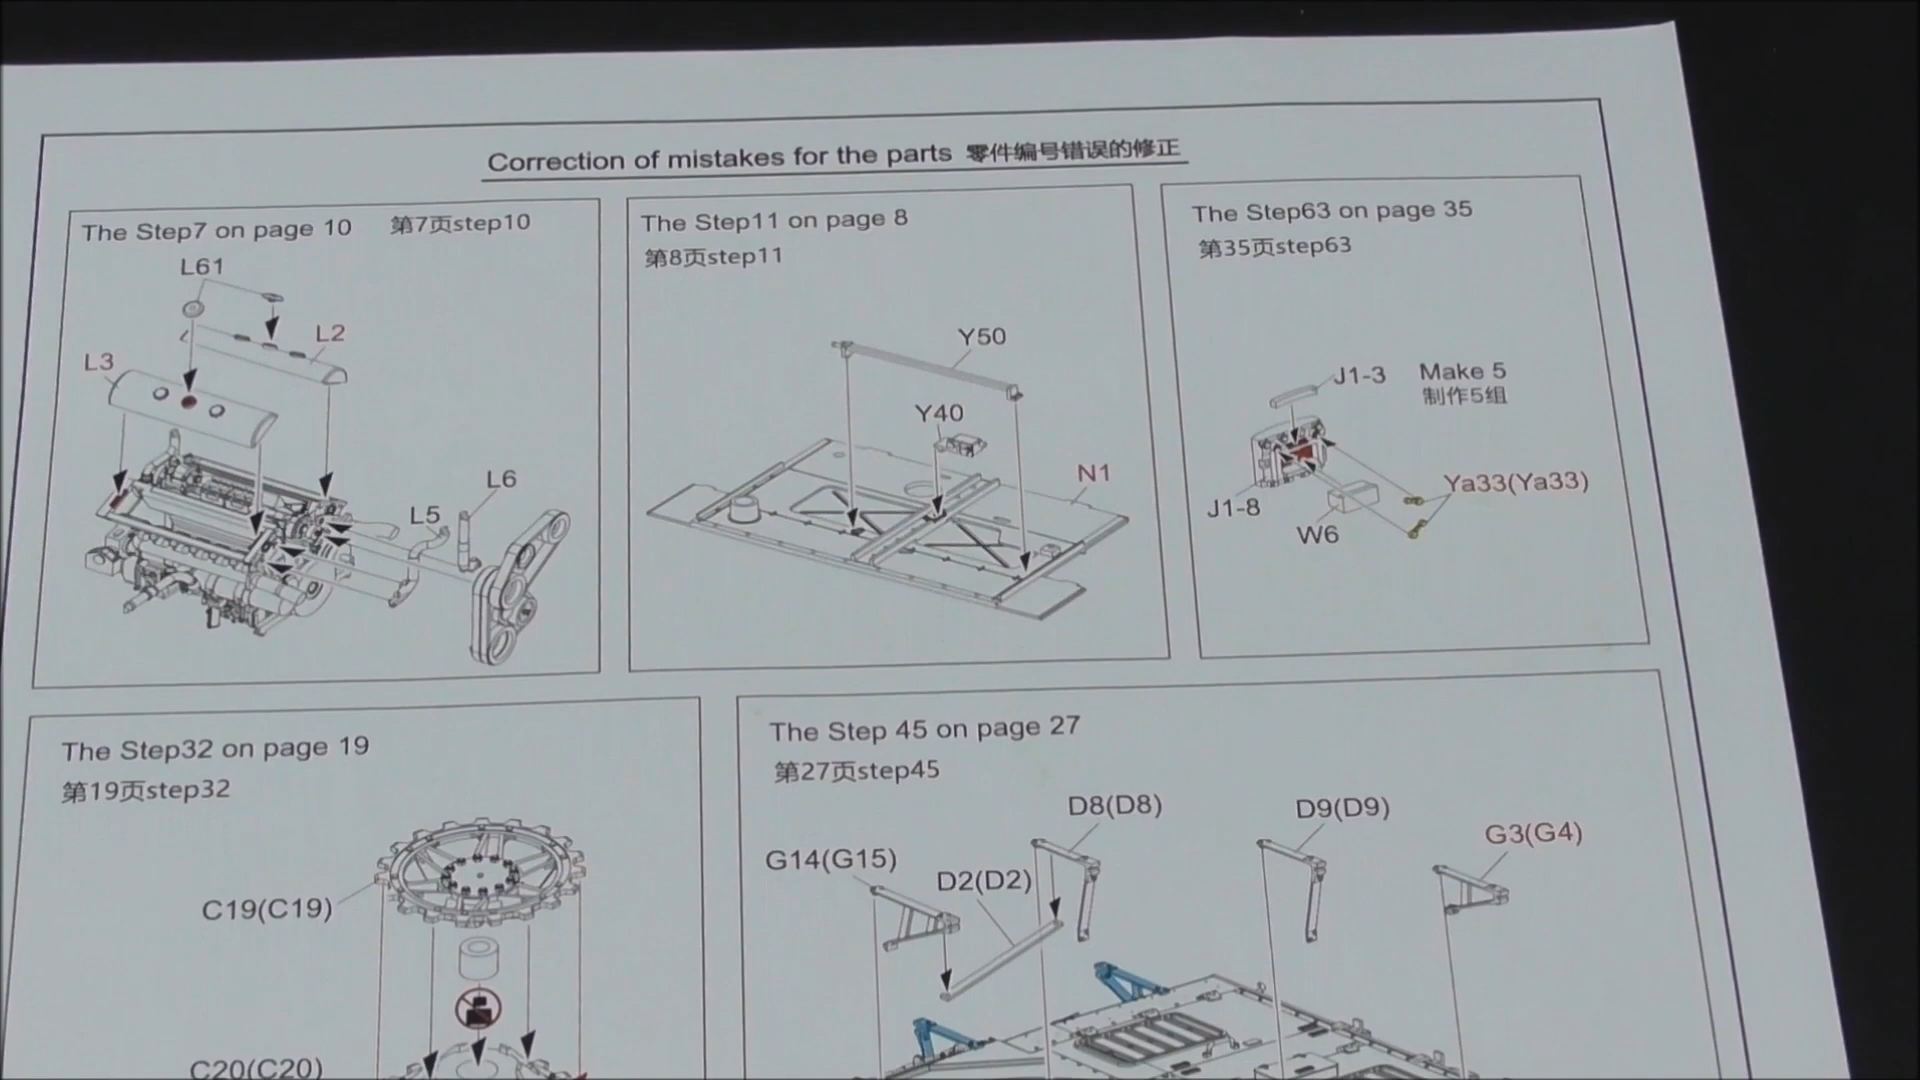 Correction of mistakes for the parts 零件编号错误的修正
The Step7 on page 10 第7页step10
L61
L2
L3
L6
L5
The Step11 on page 8
第8页step11
Y50
Y40
N1
The Step63 on page 35
第35页step63
J1-3
Make 5
制作5组
Ya33(Ya33)
J1-8
W6
The Step32 on page 19
第19页step32
C19(C19)
C20(C20)
The Step 45 on page 27
第27页step45
D8(D8)
D9(D9)
G3(G4)
G14(G15)
D2(D2)